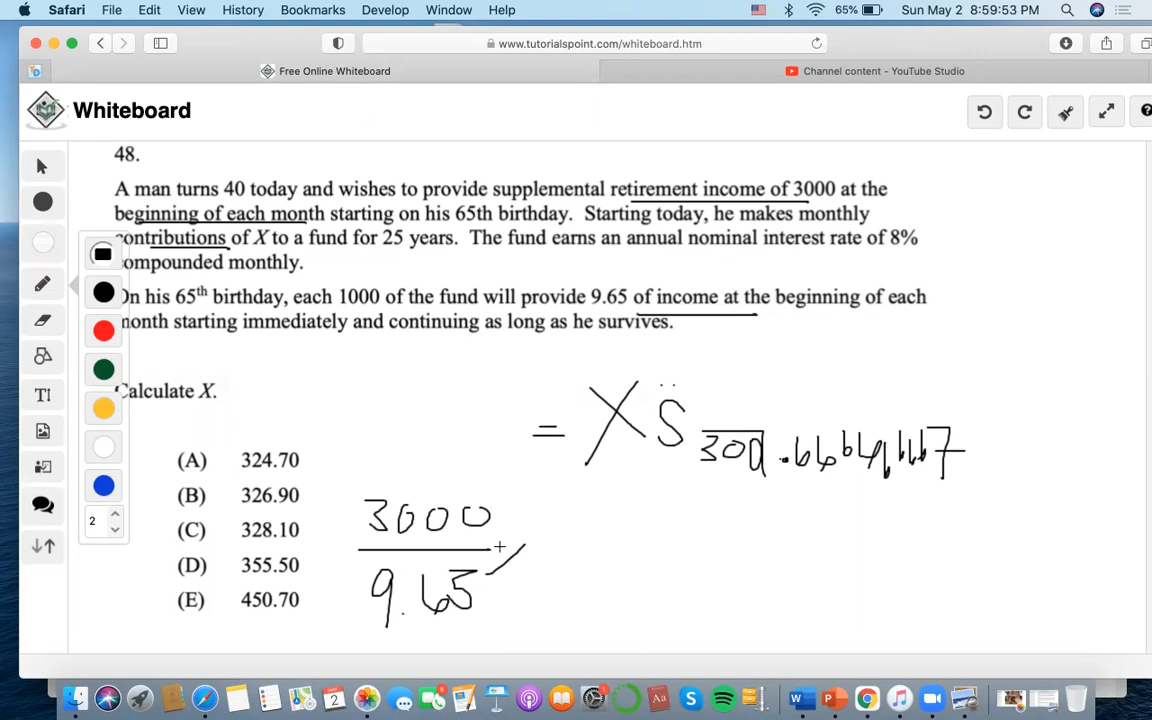 Safari File Edit View History Bookmarks Develop Window Help 65% Sun May 2 8:59:53 PM
www.tutorialspoint.com/whiteboard.htm
Free Online Whiteboard Channel content - YouTube Studio
Whiteboard
48.
A man turns 40 today and wishes to provide supplemental retirement income of 3000 at the
beginning of each month starting on his 65th birthday. Starting today, he makes monthly
contributions of X to a fund for 25 years. The fund earns an annual nominal interest rate of 8%
ompounded monthly.
On his 65th birthday, each 1000 of the fund will provide 9.65 of income at the beginning of each
month starting immediately and continuing as long as he survives.
Calculate X.
= X S̈
(A) 324.70
(B) 326.90
(C) 328.10
(D) 355.50
(E) 450.70
3000
9.65
TI
2